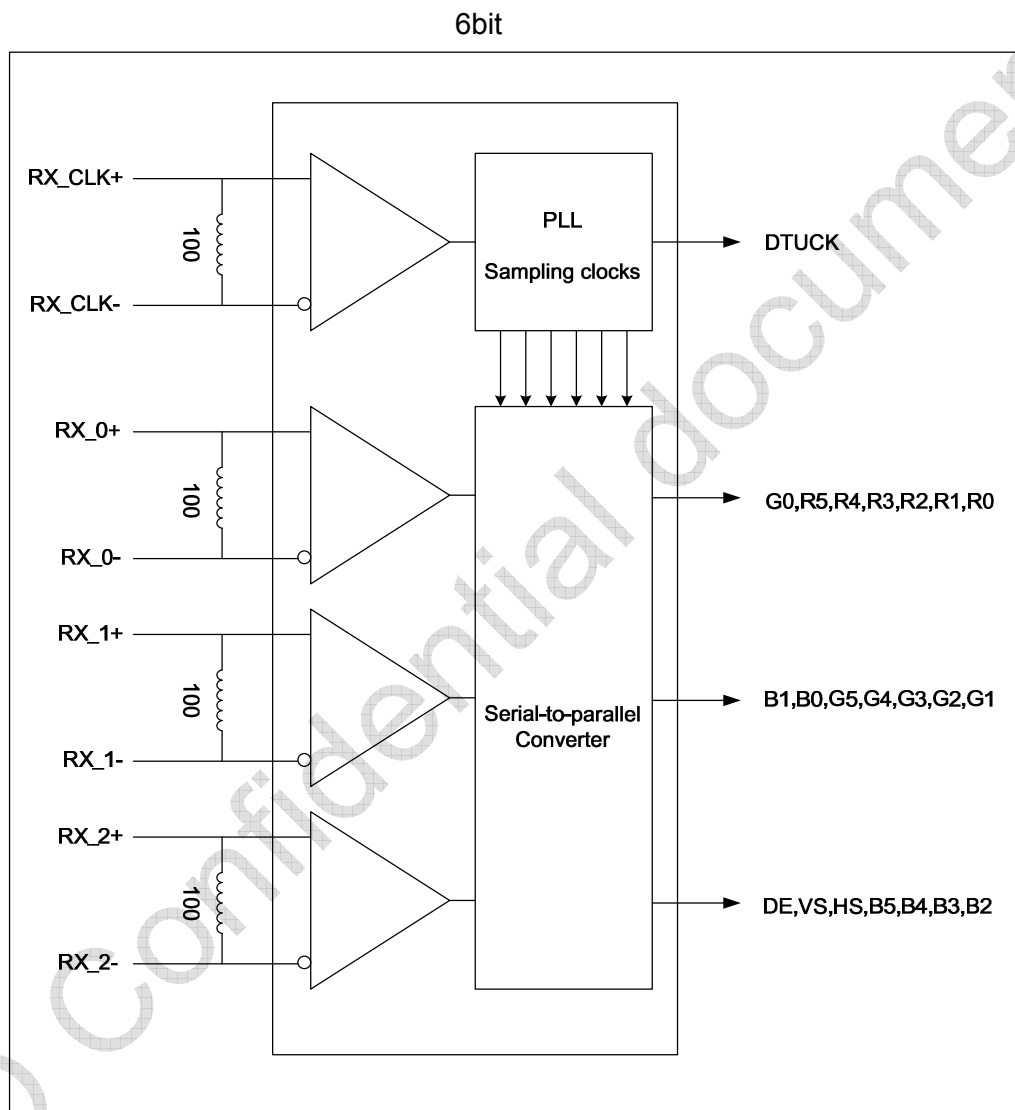 6bit
RX_CLK+
100
RX_CLK-
PLL
Sampling clocks
DTUCK
RX_0+
100
RX_0-
G0,R5,R4,R3,R2,R1,R0
RX_1+
100
RX_1-
Serial-to-parallel
Converter
B1,B0,G5,G4,G3,G2,G1
RX_2+
100
RX_2-
DE,VS,HS,B5,B4,B3,B2
Confidential